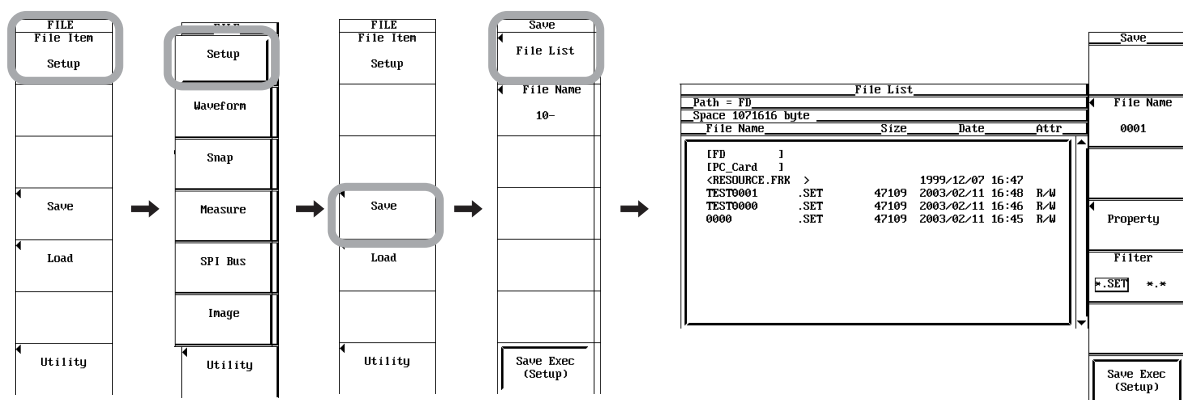 FILE
File Item
Setup
Save
Load
Utility
Setup
Waveform
Snap
Measure
SPI Bus
Image
Utility
FILE
File Item
Setup
Save
Load
Utility
Save
File List
File Name
10-
Save Exec
(Setup)
File List
Path = FD
Space 1071616 byte
File Name Size Date Attr
[FD ]
[PC_Card ]
<RESOURCE.FRK > 1999/12/07 16:47
TEST0001 .SET 47109 2003/02/11 16:48 R/W
TEST0000 .SET 47109 2003/02/11 16:46 R/W
0000 .SET 47109 2003/02/11 16:45 R/W
Save
File Name
0001
Property
Filter
*.SET *.*
Save Exec
(Setup)